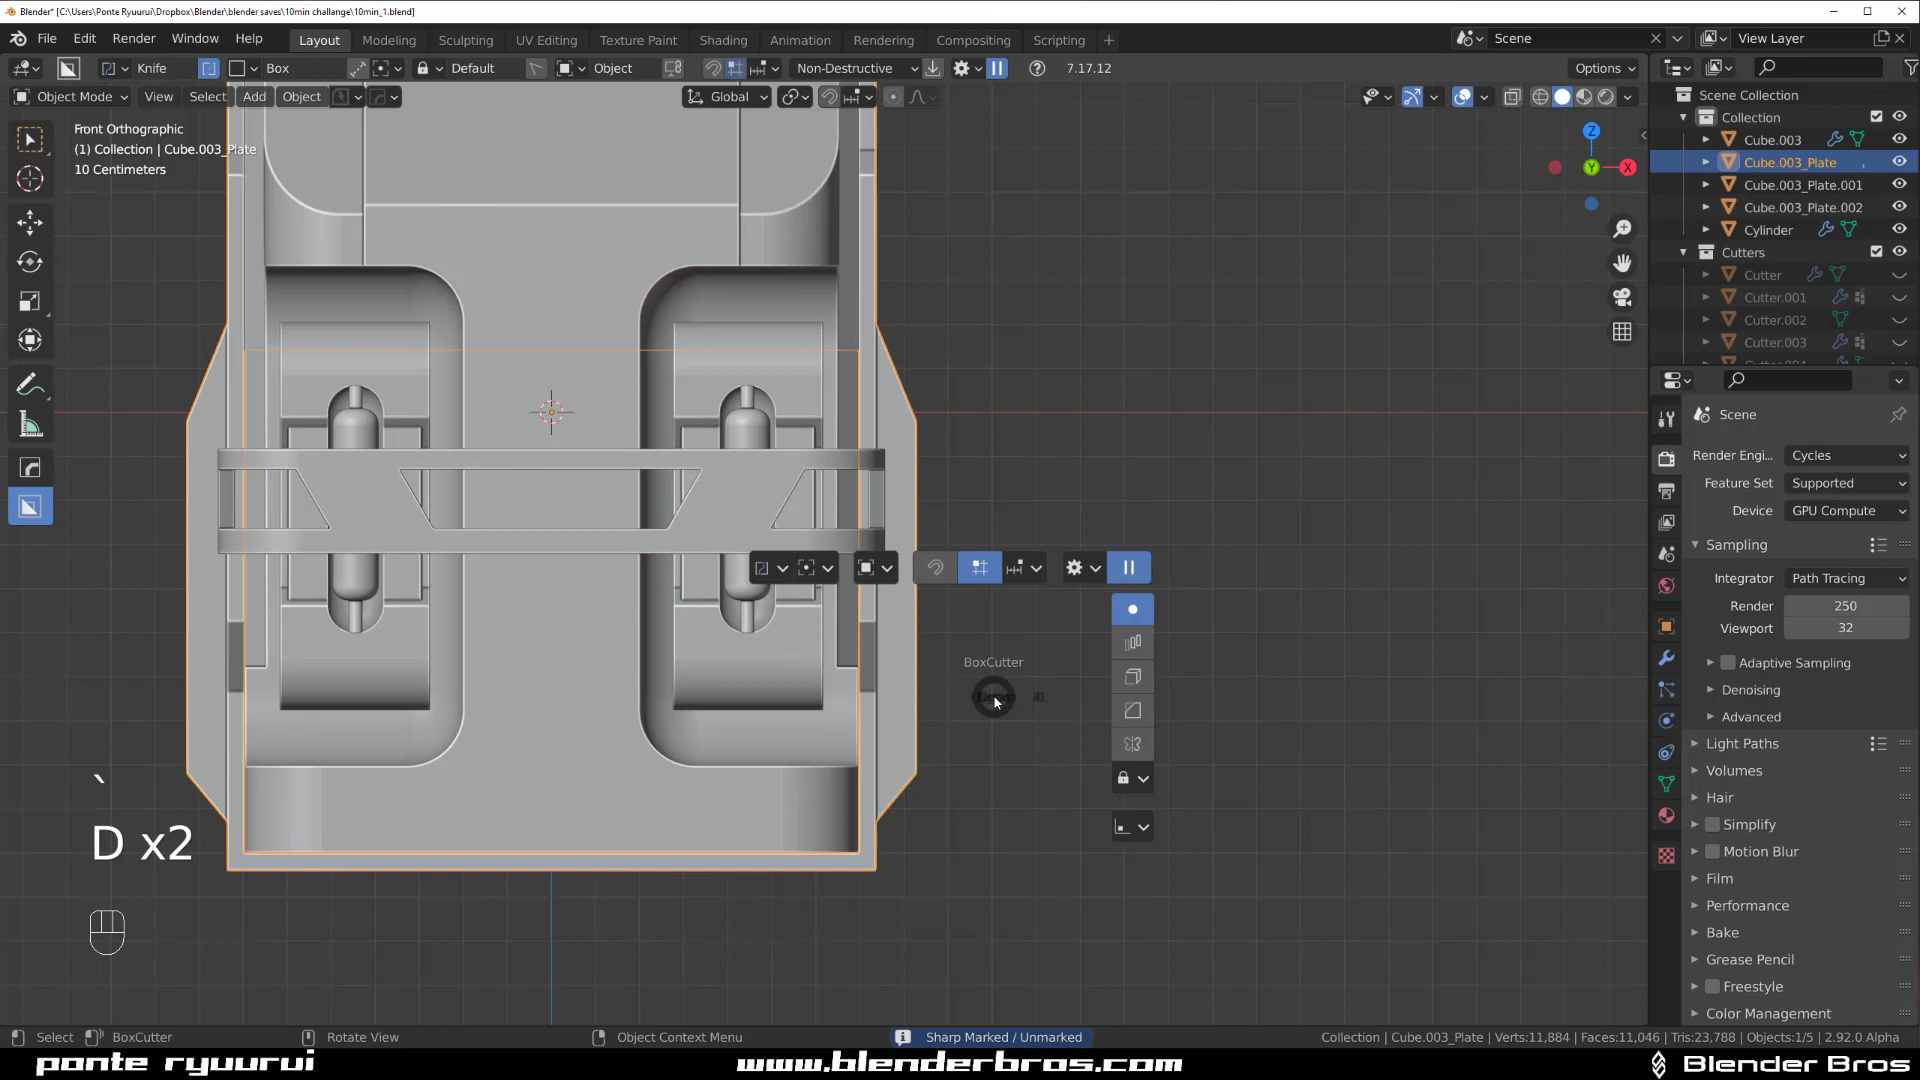 Blender* [C:\Users\Ponte Ryuurui\Dropbox\Blender\blender saves\10min challange\10min_1.blend]
File Edit Render Window Help Layout Modeling Sculpting UV Editing Texture Paint Shading Animation Rendering Compositing Scripting + Scene View Layer
Knife Box Default Object Non-Destructive 7.17.12 Options
Object Mode View Select Add Object Global
Front Orthographic
(1) Collection | Cube.003_Plate
10 Centimeters
Z
Y
X
Scene Collection
Collection
Cube.003
Cube.003_Plate
Cube.003_Plate.001
Cube.003_Plate.002
Cylinder
Cutters
Cutter
Cutter.001
Cutter.002
Cutter.003
Scene
Render Engi... Cycles
Feature Set Supported
Device GPU Compute
Sampling
Integrator Path Tracing
Render 250
Viewport 32
Adaptive Sampling
Denoising
Advanced
Light Paths
Volumes
Hair
Simplify
Motion Blur
Film
Performance
Bake
Grease Pencil
Freestyle
Color Management
BoxCutter
`
D x2
Select BoxCutter Rotate View Object Context Menu Sharp Marked / Unmarked Collection | Cube.003_Plate | Verts:11,884 | Faces:11,046 | Tris:23,788 | Objects:1/5 | 2.92.0 Alpha
ponte ryuurui www.blenderbros.com Blender Bros